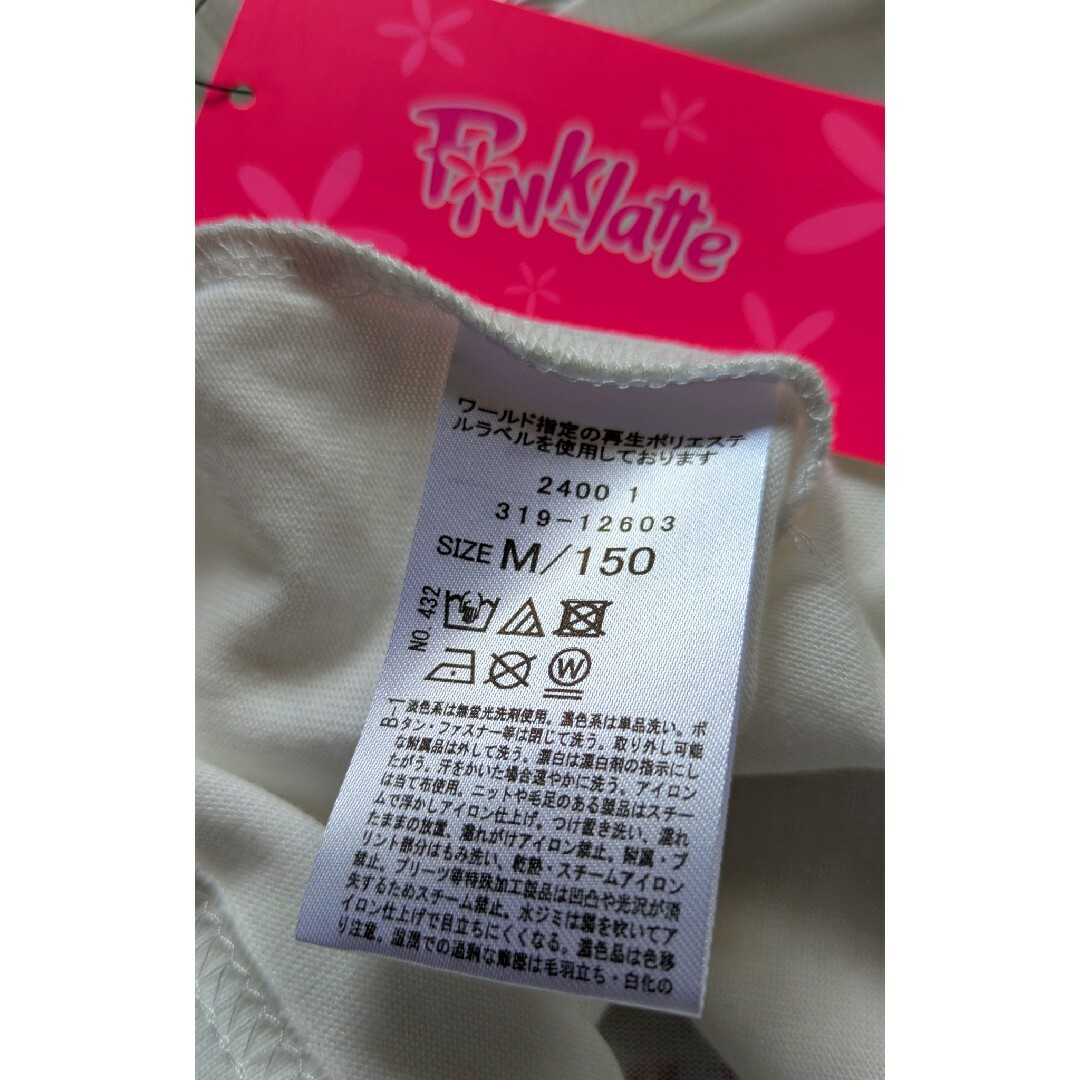 PiNKlatte
ワールド指定の再生ポリエステ
ルラベルを使用しております
2400 1
319-12603
SIZE M/150
NO. 432
W
B-1
淡色系は無蛍光洗剤使用。濃色系は単品洗い。ボ
タン・ファスナー等は閉じて洗う。取り外し可能
な附属品は外して洗う。漂白は漂白剤の指示にし
たがう。汗をかいた場合速やかに洗う。アイロン
は当て布使用。ニットや毛足のある製品はスチー
ムで浮かしアイロン仕上げ。つけ置き洗い、濡れ
たままの放置、濡れがけアイロン禁止。附属・プ
リント部分はもみ洗い、乾熱・スチームアイロン
禁止。プリーツ等特殊加工製品は凹凸や光沢が消
失するためスチーム禁止。水ジミは霧を吹いてア
イロン仕上げで目立ちにくくなる。濃色品は色移
り注意。湿潤での過剰な摩擦は毛羽立ち・白化の